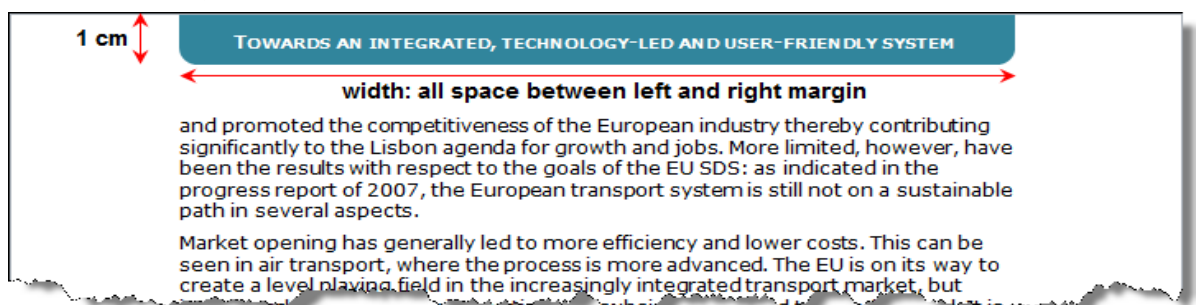 1 cm
TOWARDS AN INTEGRATED, TECHNOLOGY-LED AND USER-FRIENDLY SYSTEM
width: all space between left and right margin
and promoted the competitiveness of the European industry thereby contributing
significantly to the Lisbon agenda for growth and jobs. More limited, however, have
been the results with respect to the goals of the EU SDS: as indicated in the
progress report of 2007, the European transport system is still not on a sustainable
path in several aspects.
Market opening has generally led to more efficiency and lower costs. This can be
seen in air transport, where the process is more advanced. The EU is on its way to
create a level playing field in the increasingly integrated transport market, but